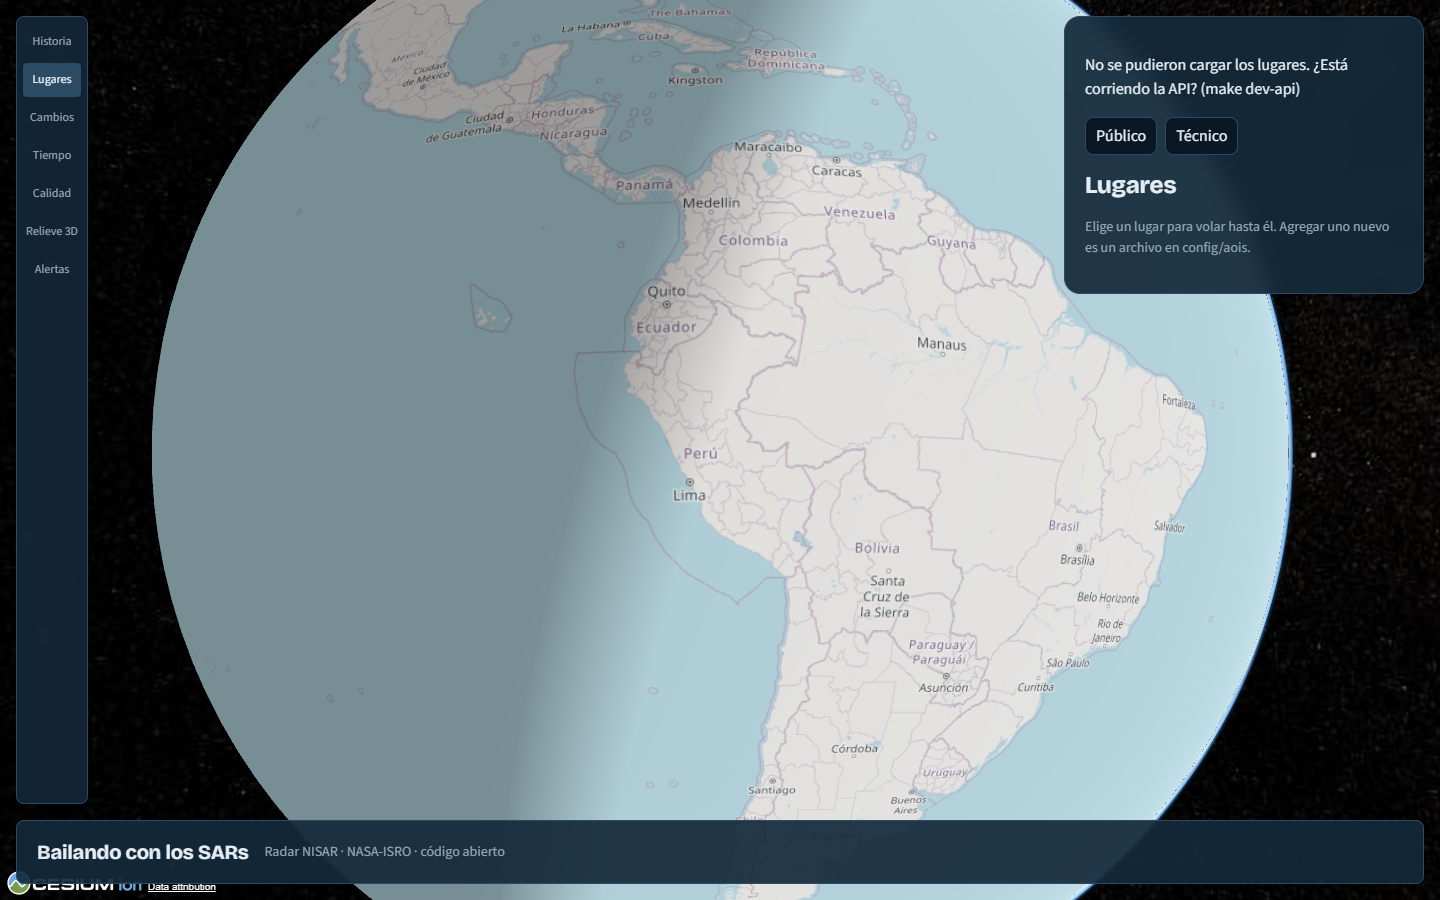 Historia
Lugares
Cambios
Tiempo
Calidad
Relieve 3D
Alertas
No se pudieron cargar los lugares. ¿Está
corriendo la API? (make dev-api)
Público
Técnico
Lugares
Elige un lugar para volar hasta él. Agregar uno nuevo
es un archivo en config/aois.
The Bahamas
La Habana
Cuba
República
Dominicana
Kingston
México
Ciudad
de México
Honduras
Ciudad
de Guatemala
Nicaragua
Maracaibo
Caracas
Panamá
Medellín
Venezuela
Colombia
Guyana
Quito
Ecuador
Manaus
Fortaleza
Perú
Lima
Brasil
Salvador
Bolivia
Brasília
Santa
Cruz de
la Sierra
Belo Horizonte
Rio de
Janeiro
Paraguay /
Paraguái
São Paulo
Asunción
Curitiba
Córdoba
Uruguay
Santiago
Buenos
Aires
Bailando con los SARs
Radar NISAR · NASA-ISRO · código abierto
CESIUM ion
Data attribution